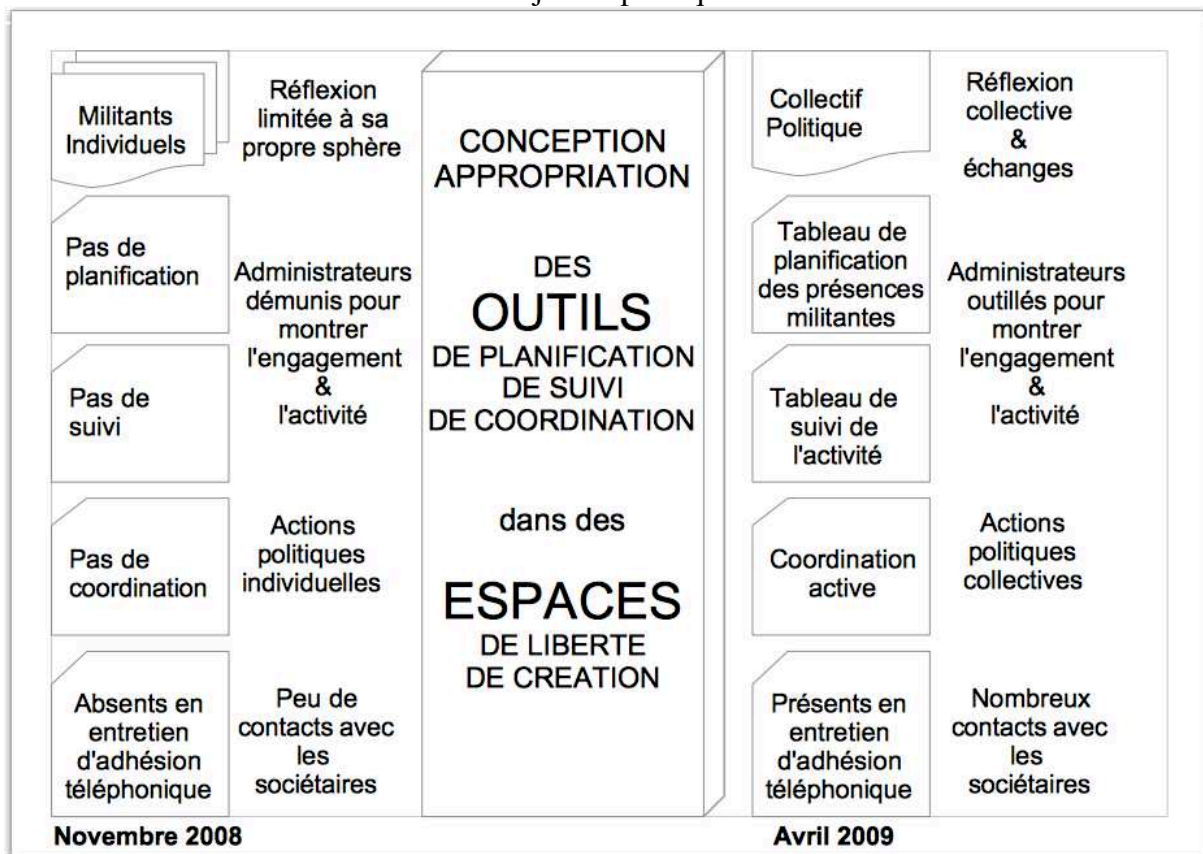 Militants
Individuels
Réflexion
limitée à sa
propre sphère
Pas de
planification
Administrateurs
démunis pour
montrer
l'engagement
&
l'activité
Pas de
suivi
Pas de
coordination
Actions
politiques
individuelles
Absents en
entretien
d'adhésion
téléphonique
Peu de
contacts avec
les
sociétaires
Novembre 2008
CONCEPTION
APPROPRIATION
DES
OUTILS
DE PLANIFICATION
DE SUIVI
DE COORDINATION
dans des
ESPACES
DE LIBERTE
DE CREATION
Collectif
Politique
Réflexion
collective
&
échanges
Tableau de
planification
des présences
militantes
Administrateurs
outillés pour
montrer
l'engagement
&
l'activité
Tableau de
suivi de
l'activité
Coordination
active
Actions
politiques
collectives
Présents en
entretien
d'adhésion
téléphonique
Nombreux
contacts avec
les
sociétaires
Avril 2009